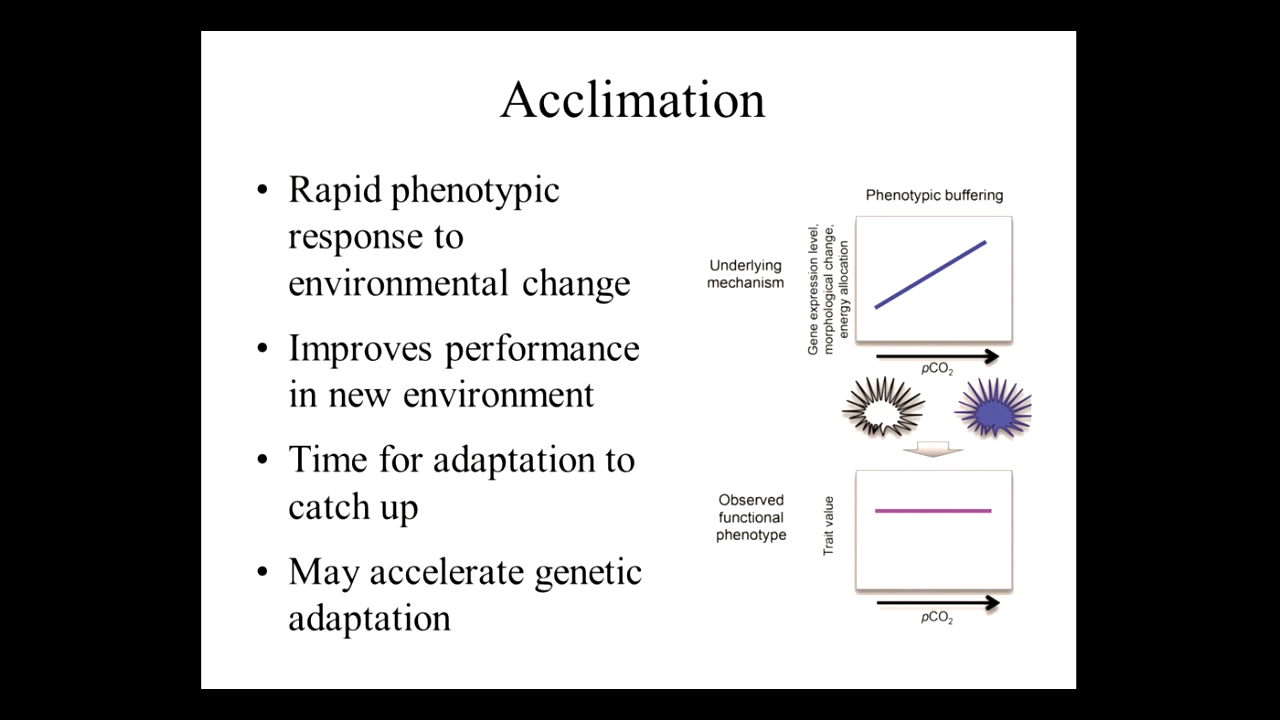 Acclimation
• Rapid phenotypic
response to
environmental change
• Improves performance
in new environment
• Time for adaptation to
catch up
• May accelerate genetic
adaptation
Phenotypic buffering
Underlying
mechanism
Gene expression level,
morphological change,
energy allocation
pCO₂
Observed
functional
phenotype
Trait value
pCO₂